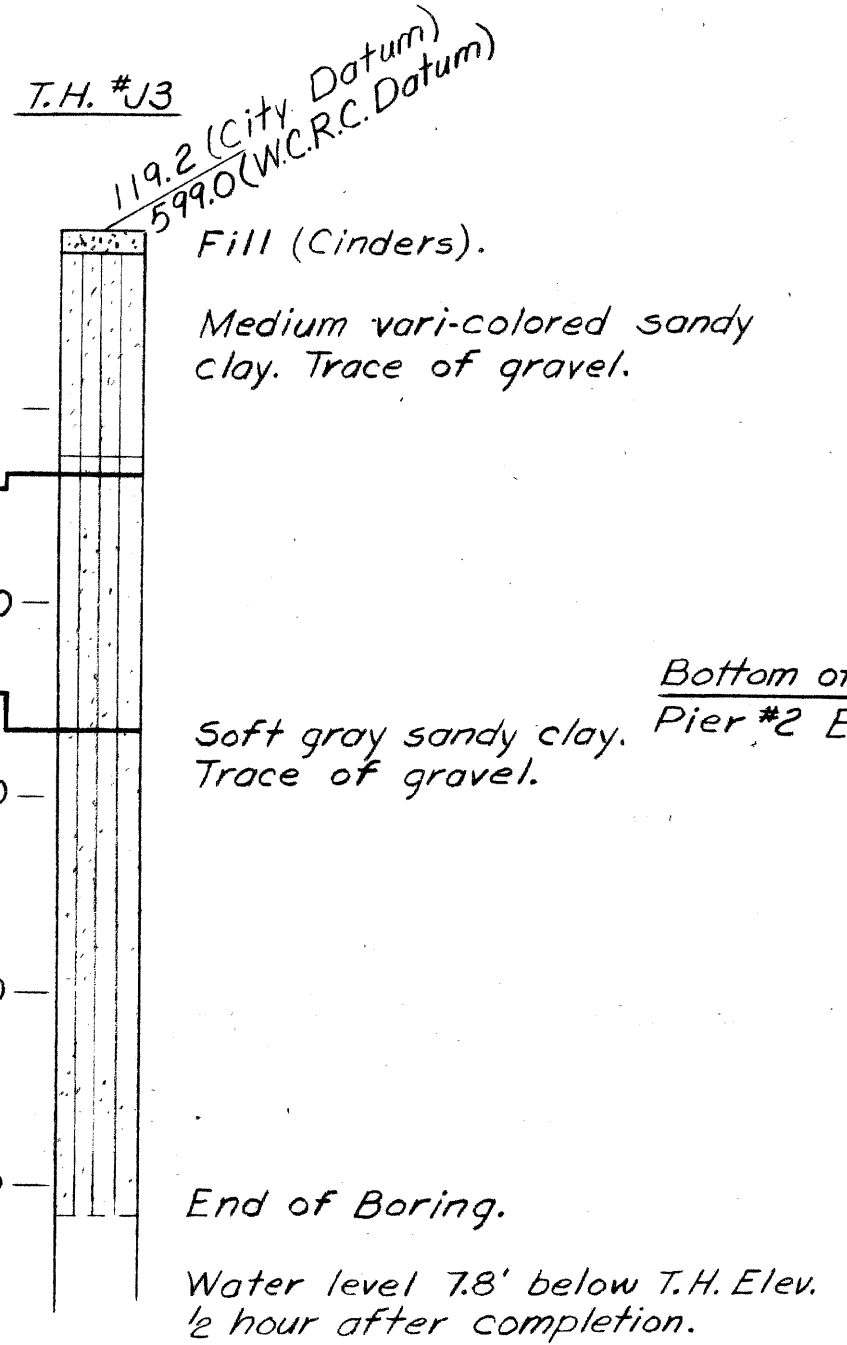 T.H. #J3
119.2 (City Datum)
599.0 (W.C.R.C. Datum)
Fill (Cinders).
Medium vari-colored sandy
clay. Trace of gravel.
Bottom of
Pier #2 E
Soft gray sandy clay.
Trace of gravel.
End of Boring.
Water level 7.8' below T.H. Elev.
1/2 hour after completion.